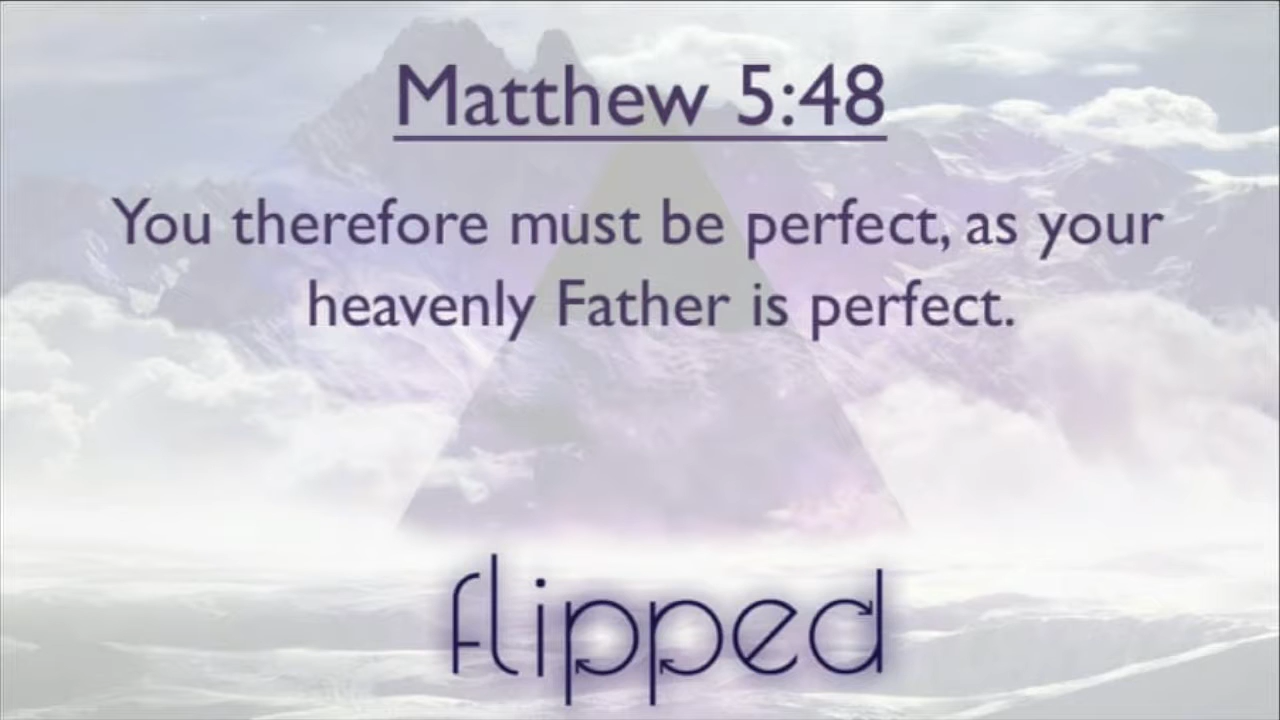 Matthew 5:48
You therefore must be perfect, as your
heavenly Father is perfect.
flipped